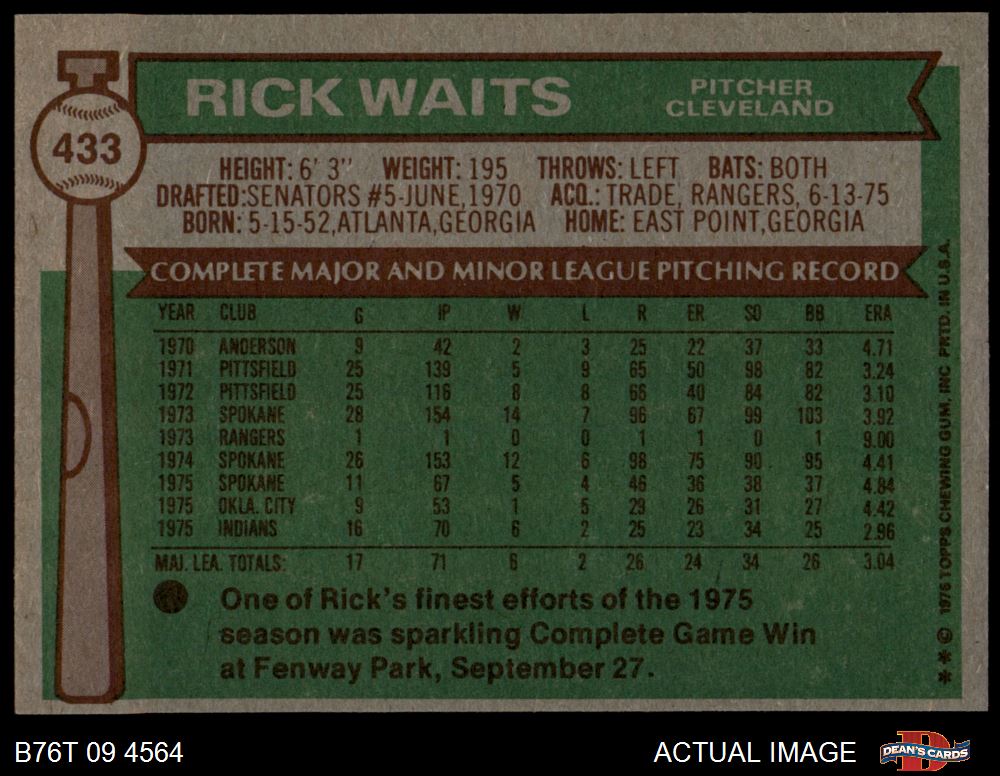 RICK WAITS
PITCHER
CLEVELAND
433
HEIGHT: 6' 3" WEIGHT: 195 THROWS: LEFT BATS: BOTH
DRAFTED: SENATORS #5-JUNE, 1970 ACQ.: TRADE, RANGERS, 6-13-75
BORN: 5-15-52, ATLANTA, GEORGIA HOME: EAST POINT, GEORGIA
COMPLETE MAJOR AND MINOR LEAGUE PITCHING RECORD
YEAR CLUB G IP W L R ER SO BB ERA
1970 ANDERSON 9 42 2 3 25 22 37 33 4.71
1971 PITTSFIELD 25 139 5 9 65 50 98 82 3.24
1972 PITTSFIELD 25 116 8 8 66 40 84 82 3.10
1973 SPOKANE 28 154 14 7 96 67 99 103 3.92
1973 RANGERS 1 1 0 0 1 1 0 1 9.00
1974 SPOKANE 26 153 12 6 98 75 90 95 4.41
1975 SPOKANE 11 67 5 4 46 36 38 37 4.84
1975 OKLA. CITY 9 53 1 5 29 26 31 27 4.42
1975 INDIANS 16 70 6 2 25 23 34 25 2.96
MAJ. LEA. TOTALS: 17 71 6 2 26 24 34 26 3.04
One of Rick's finest efforts of the 1975
season was sparkling Complete Game Win
at Fenway Park, September 27.
* * © 1976 TOPPS CHEWING GUM, INC PRTD. IN U.S.A.
B76T 09 4564
ACTUAL IMAGE
D
DEAN'S CARDS